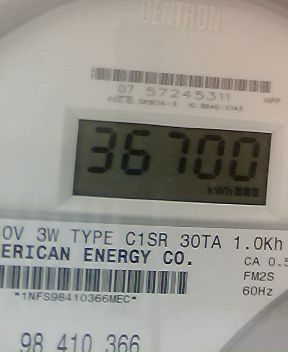 CENTRON
07 57245311
36700
kWh
0V 3W TYPE C1SR 30TA 1.0Kh
ERICAN ENERGY CO.
CA 0.5
FM2S
*1NFS98410366MEC*
60Hz
98 410 366